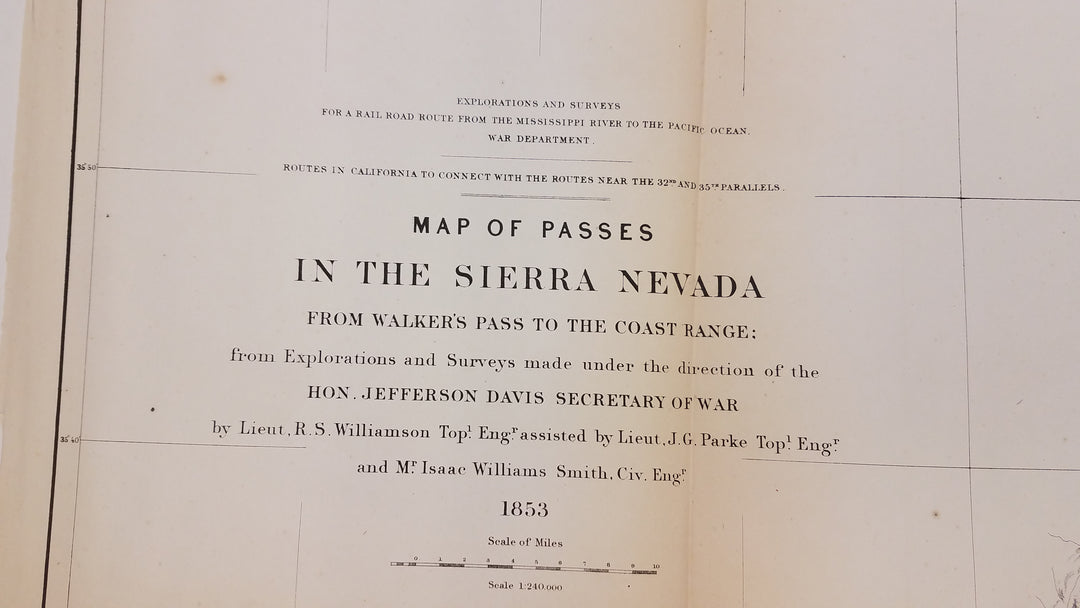 EXPLORATIONS AND SURVEYS
FOR A RAIL ROAD ROUTE FROM THE MISSISSIPPI RIVER TO THE PACIFIC OCEAN.
WAR DEPARTMENT.
35°50'
ROUTES IN CALIFORNIA TO CONNECT WITH THE ROUTES NEAR THE 32ND AND 35TH PARALLELS.
MAP OF PASSES
IN THE SIERRA NEVADA
FROM WALKER'S PASS TO THE COAST RANGE:
from Explorations and Surveys made under the direction of the
HON. JEFFERSON DAVIS SECRETARY OF WAR
by Lieut. R.S. Williamson Topl. Engr. assisted by Lieut. J.G. Parke Topl. Engr.
35°40'
and Mr. Isaac Williams Smith, Civ. Engr.
1853
Scale of Miles
0 1 2 3 4 5 6 7 8 9 10
Scale 1:240.000